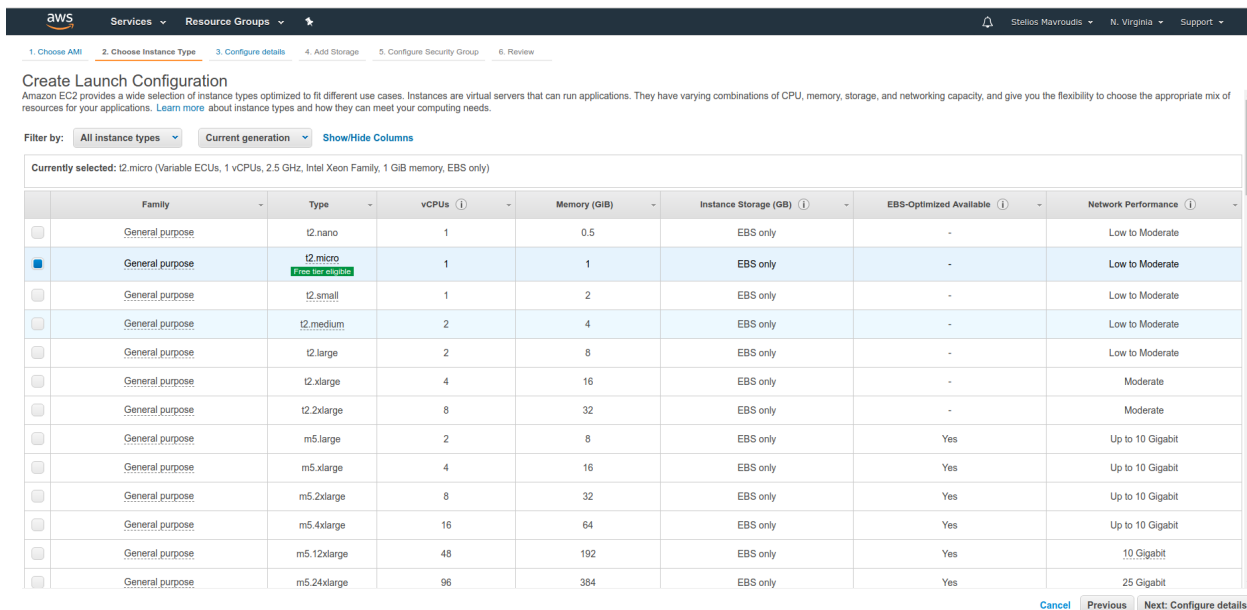 aws Services Resource Groups Stelios Mavroudis N. Virginia Support
1. Choose AMI 2. Choose Instance Type 3. Configure details 4. Add Storage 5. Configure Security Group 6. Review
Create Launch Configuration
Amazon EC2 provides a wide selection of instance types optimized to fit different use cases. Instances are virtual servers that can run applications. They have varying combinations of CPU, memory, storage, and networking capacity, and give you the flexibility to choose the appropriate mix of
resources for your applications. Learn more about instance types and how they can meet your computing needs.
Filter by: All instance types Current generation Show/Hide Columns
Currently selected: t2.micro (Variable ECUs, 1 vCPUs, 2.5 GHz, Intel Xeon Family, 1 GiB memory, EBS only)
Family Type vCPUs Memory (GiB) Instance Storage (GB) EBS-Optimized Available Network Performance
General purpose t2.nano 1 0.5 EBS only - Low to Moderate
General purpose t2.micro 1 1 EBS only - Low to Moderate
Free tier eligible
General purpose t2.small 1 2 EBS only - Low to Moderate
General purpose t2.medium 2 4 EBS only - Low to Moderate
General purpose t2.large 2 8 EBS only - Low to Moderate
General purpose t2.xlarge 4 16 EBS only - Moderate
General purpose t2.2xlarge 8 32 EBS only - Moderate
General purpose m5.large 2 8 EBS only Yes Up to 10 Gigabit
General purpose m5.xlarge 4 16 EBS only Yes Up to 10 Gigabit
General purpose m5.2xlarge 8 32 EBS only Yes Up to 10 Gigabit
General purpose m5.4xlarge 16 64 EBS only Yes Up to 10 Gigabit
General purpose m5.12xlarge 48 192 EBS only Yes 10 Gigabit
General purpose m5.24xlarge 96 384 EBS only Yes 25 Gigabit
Cancel Previous Next: Configure details